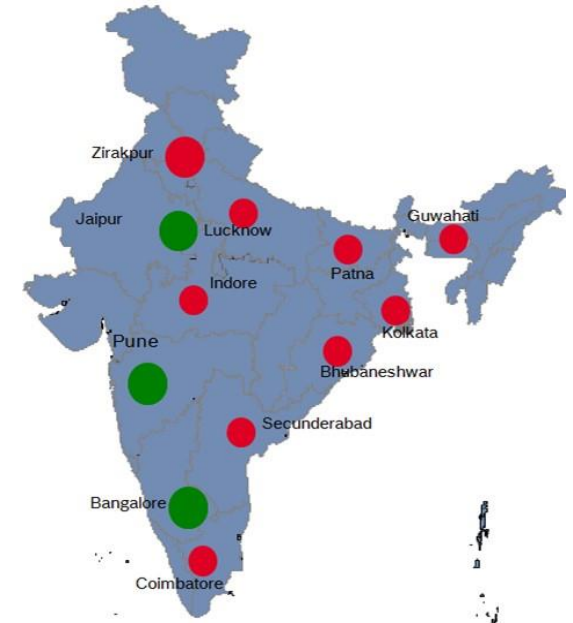 Zirakpur
Guwahati
Jaipur
Lucknow
Patna
Indore
Kolkata
Pune
Bhubaneshwar
Secunderabad
Bangalore
Coimbatore